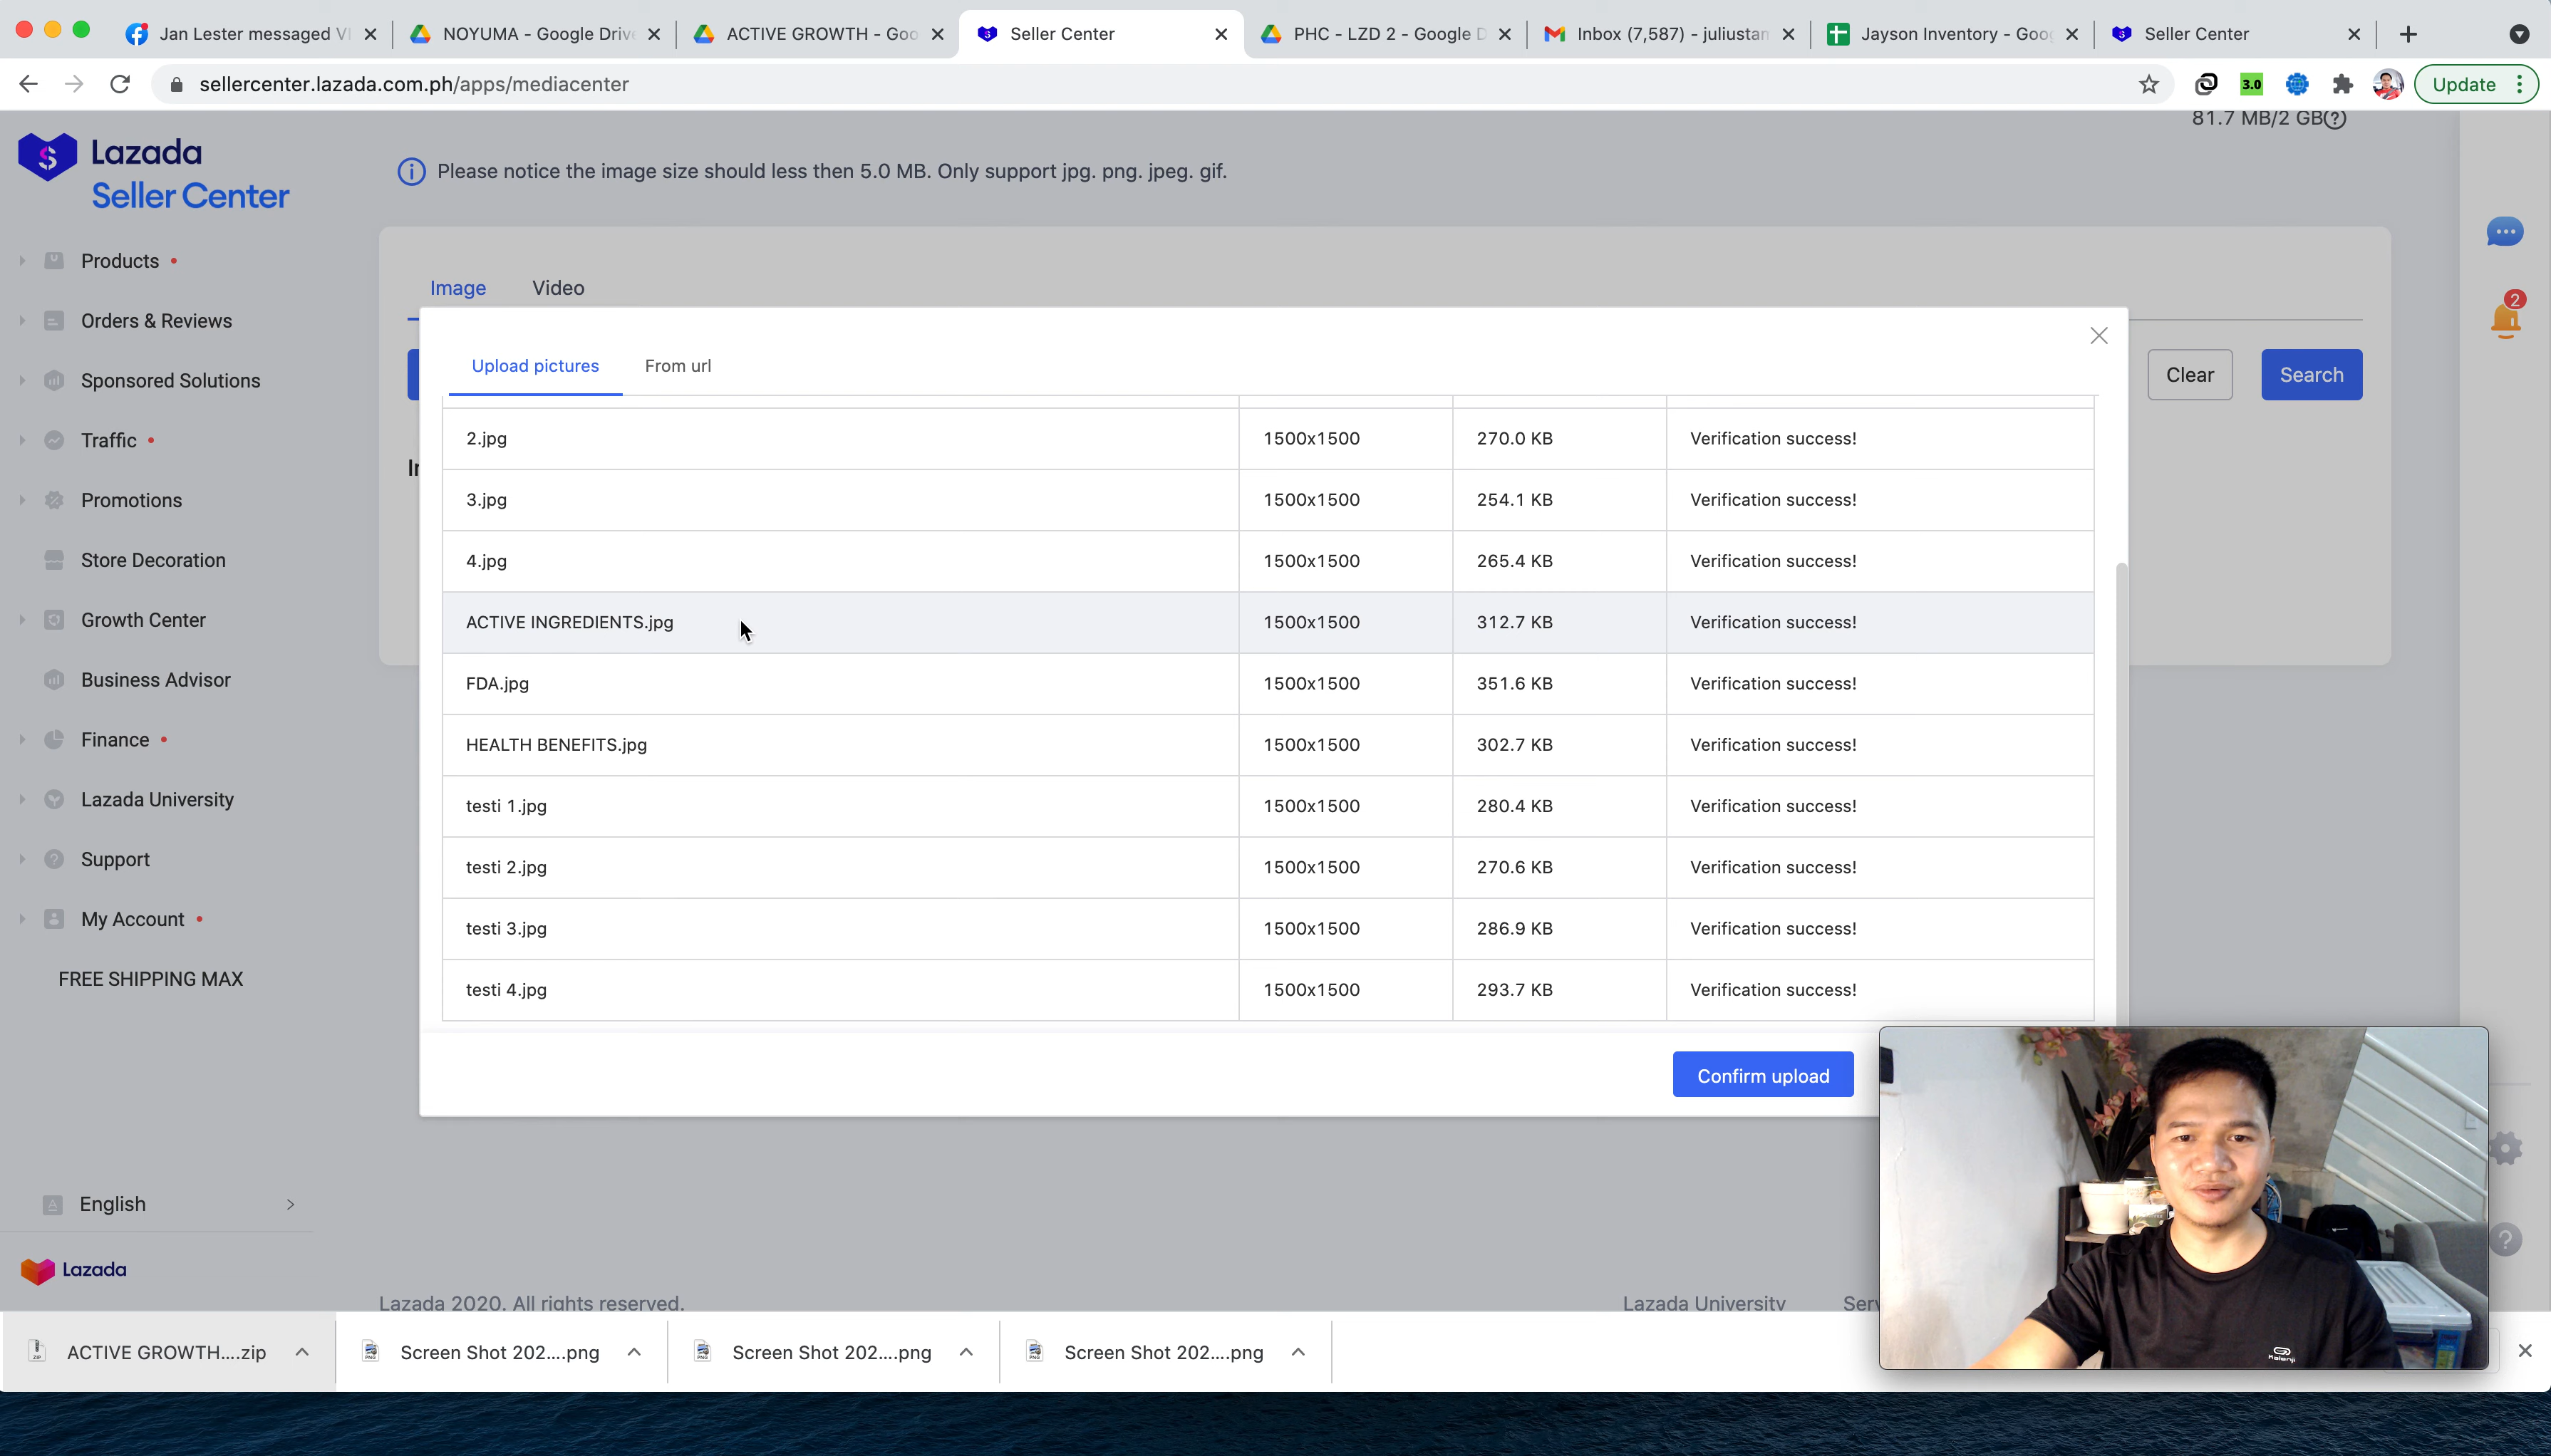 Jan Lester messaged
NOYUMA - Google Driv
ACTIVE GROWTH - Goo
Seller Center
PHC - LZD 2 - Google D
Inbox (7,587) - juliustam
Jayson Inventory - Goog
Seller Center
sellercenter.lazada.com.ph/apps/mediacenter
3.0
Update
Lazada
Seller Center
81.7 MB/2 GB
Please notice the image size should less then 5.0 MB. Only support jpg. png. jpeg. gif.
Products
Orders & Reviews
Sponsored Solutions
Traffic
Promotions
Store Decoration
Growth Center
Business Advisor
Finance
Lazada University
Support
My Account
FREE SHIPPING MAX
English
Lazada
Image
Video
Clear
Search
2
Upload pictures
From url
2.jpg 1500x1500 270.0 KB Verification success!
3.jpg 1500x1500 254.1 KB Verification success!
4.jpg 1500x1500 265.4 KB Verification success!
ACTIVE INGREDIENTS.jpg 1500x1500 312.7 KB Verification success!
FDA.jpg 1500x1500 351.6 KB Verification success!
HEALTH BENEFITS.jpg 1500x1500 302.7 KB Verification success!
testi 1.jpg 1500x1500 280.4 KB Verification success!
testi 2.jpg 1500x1500 270.6 KB Verification success!
testi 3.jpg 1500x1500 286.9 KB Verification success!
testi 4.jpg 1500x1500 293.7 KB Verification success!
Confirm upload
Lazada 2020. All rights reserved.
Lazada University
Ser
Kalenji
ACTIVE GROWTH....zip
Screen Shot 202....png
Screen Shot 202....png
Screen Shot 202....png